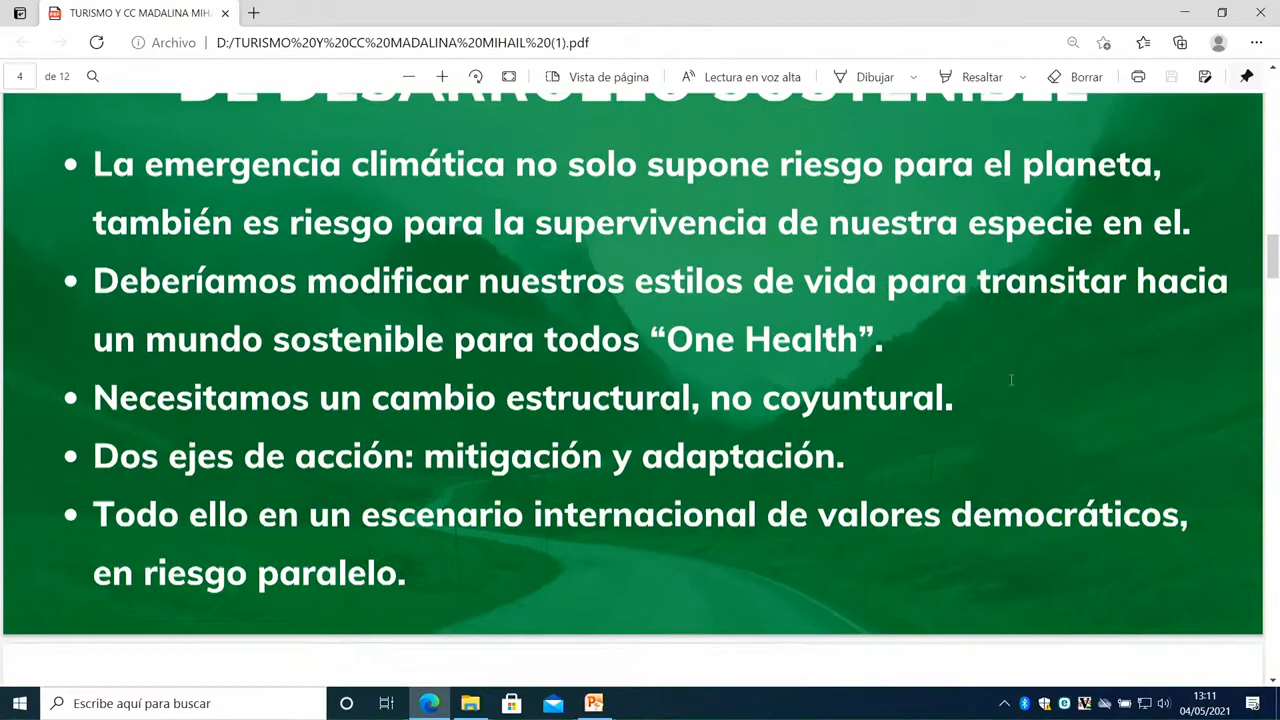 TURISMO Y CC MADALINA MIH
Archivo
D:/TURISMO%20Y%20CC%20MADALINA%20MIHAIL%20(1).pdf
4 de 12
Vista de página
Lectura en voz alta
Dibujar
Resaltar
Borrar
DE DESARROLLO SOSTENIBLE
• La emergencia climática no solo supone riesgo para el planeta,
también es riesgo para la supervivencia de nuestra especie en el.
• Deberíamos modificar nuestros estilos de vida para transitar hacia
un mundo sostenible para todos “One Health”.
• Necesitamos un cambio estructural, no coyuntural.
• Dos ejes de acción: mitigación y adaptación.
• Todo ello en un escenario internacional de valores democráticos,
en riesgo paralelo.
Escribe aquí para buscar
13:11
04/05/2021